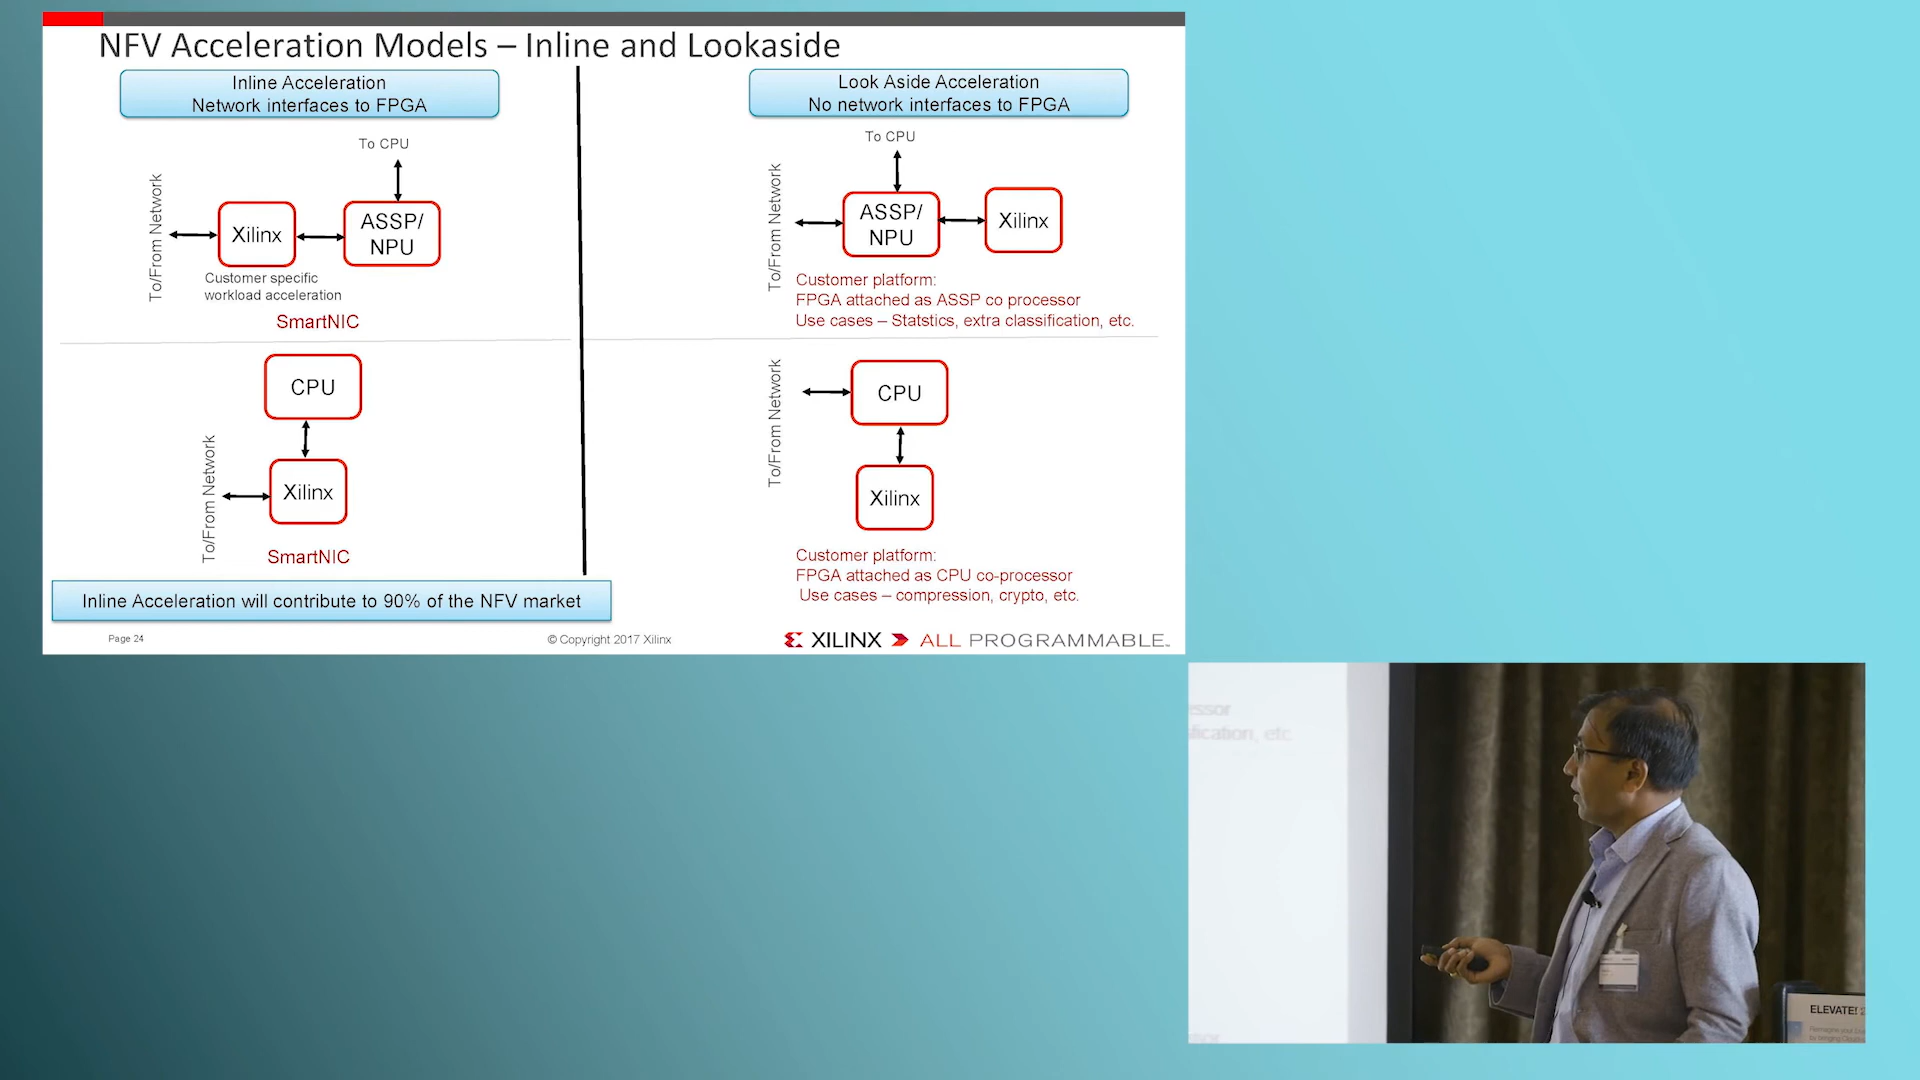 NFV Acceleration Models – Inline and Lookaside
Inline Acceleration
Network interfaces to FPGA
To CPU
To/From Network
Xilinx
ASSP/
NPU
Customer specific
workload acceleration
SmartNIC
CPU
To/From Network
Xilinx
SmartNIC
Inline Acceleration will contribute to 90% of the NFV market
Look Aside Acceleration
No network interfaces to FPGA
To CPU
To/From Network
ASSP/
NPU
Xilinx
Customer platform:
FPGA attached as ASSP co processor
Use cases – Statstics, extra classification, etc.
To/From Network
CPU
Xilinx
Customer platform:
FPGA attached as CPU co-processor
Use cases – compression, crypto, etc.
Page 24
© Copyright 2017 Xilinx
XILINX ALL PROGRAMMABLE™
etc
ELEVATE!